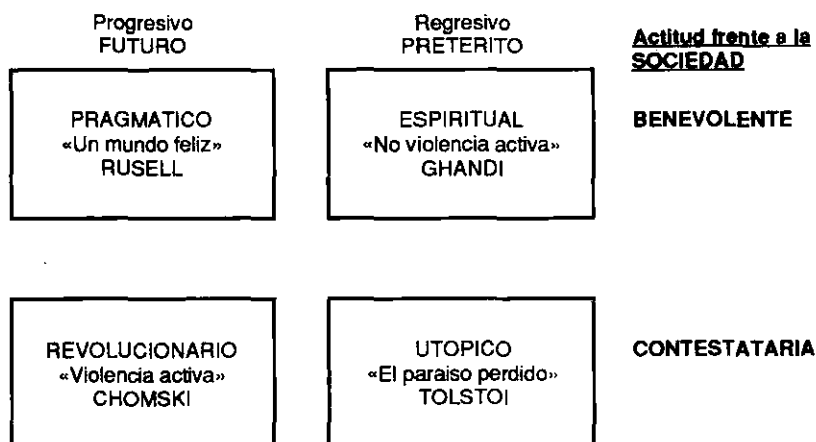 Progresivo
FUTURO
Regresivo
PRETERITO
Actitud frente a la
SOCIEDAD
PRAGMATICO
«Un mundo feliz»
RUSELL
ESPIRITUAL
«No violencia activa»
GHANDI
BENEVOLENTE
REVOLUCIONARIO
«Violencia activa»
CHOMSKI
UTOPICO
«El paraiso perdido»
TOLSTOI
CONTESTATARIA